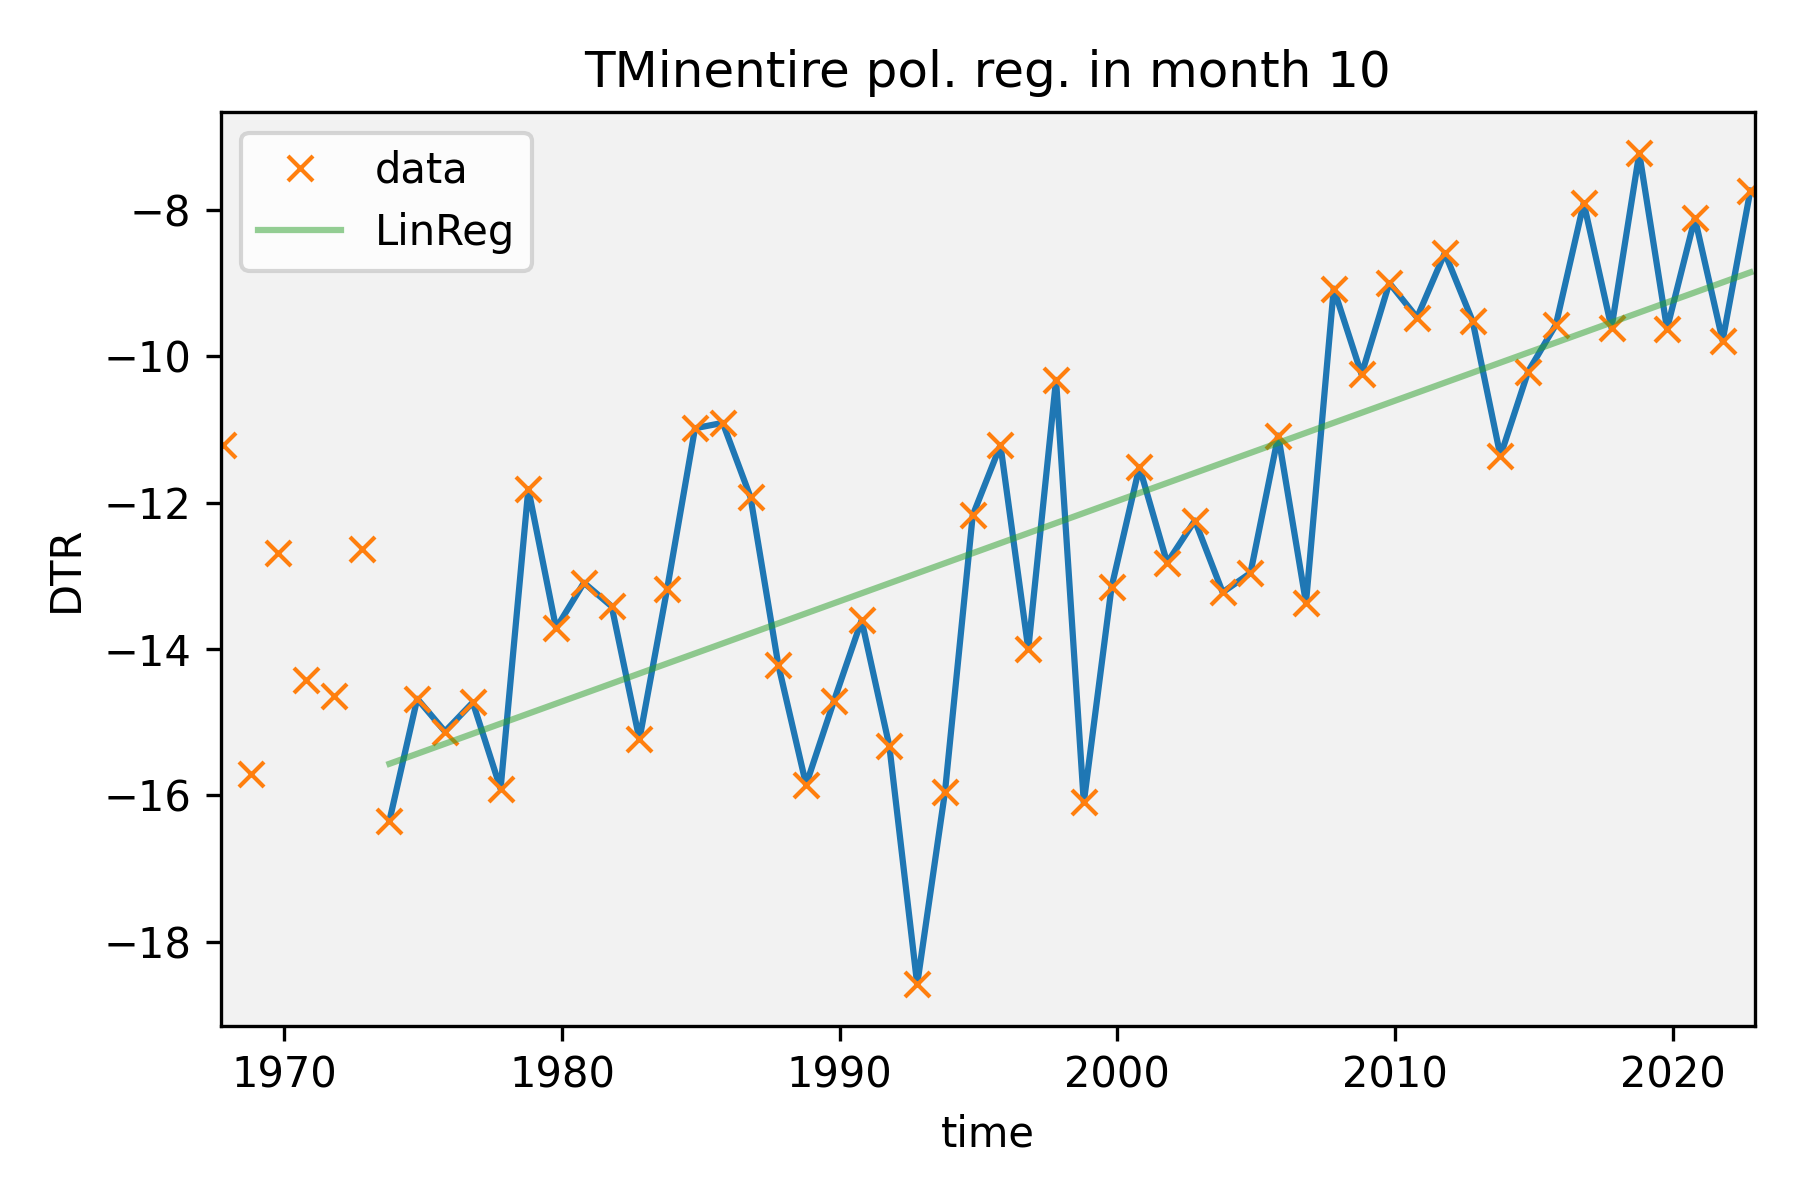 TMinentire pol. reg. in month 10
data
LinReg
DTR
−8
−10
−12
−14
−16
−18
1970 1980 1990 2000 2010 2020
time